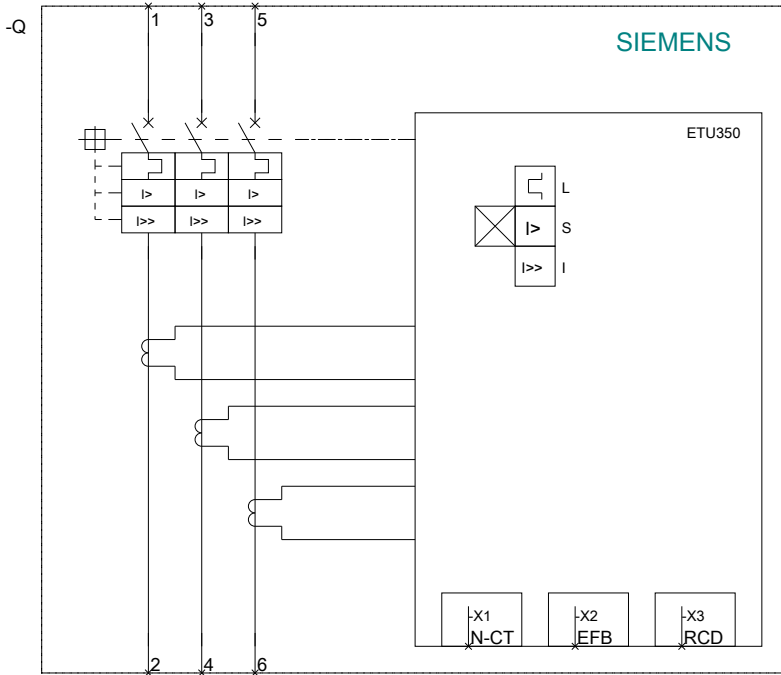 1 3 5
-Q
SIEMENS
ETU350
L
I> I> I> I> S
I>> I>> I>> I>> I
-X1 -X2 -X3
N-CT EFB RCD
2 4 6